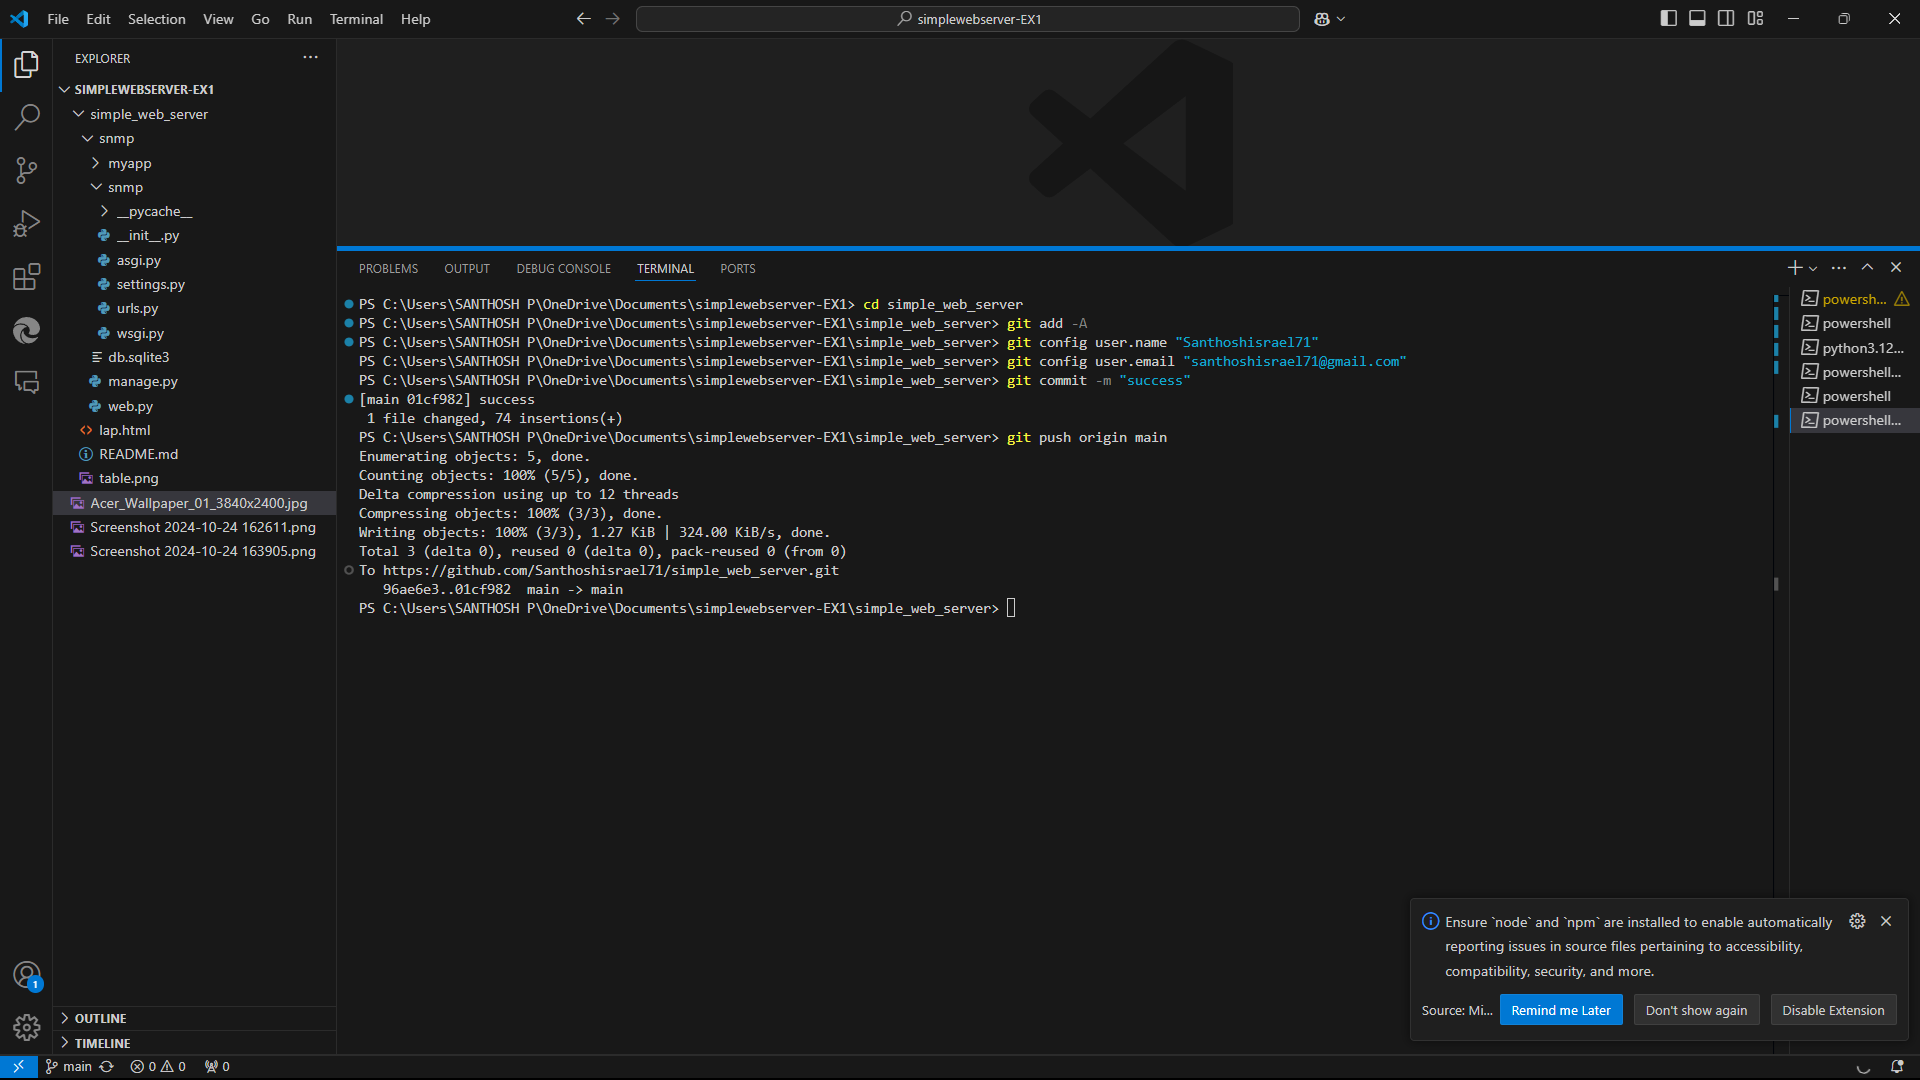 File Edit Selection View Go Run Terminal Help
simplewebserver-EX1
EXPLORER
SIMPLEWEBSERVER-EX1
simple_web_server
snmp
myapp
snmp
__pycache__
__init__.py
asgi.py
settings.py
urls.py
wsgi.py
db.sqlite3
manage.py
web.py
lap.html
README.md
table.png
Acer_Wallpaper_01_3840x2400.jpg
Screenshot 2024-10-24 162611.png
Screenshot 2024-10-24 163905.png
OUTLINE
TIMELINE
PROBLEMS OUTPUT DEBUG CONSOLE TERMINAL PORTS
PS C:\Users\SANTHOSH P\OneDrive\Documents\simplewebserver-EX1> cd simple_web_server
PS C:\Users\SANTHOSH P\OneDrive\Documents\simplewebserver-EX1\simple_web_server> git add -A
PS C:\Users\SANTHOSH P\OneDrive\Documents\simplewebserver-EX1\simple_web_server> git config user.name "Santhoshisrael71"
PS C:\Users\SANTHOSH P\OneDrive\Documents\simplewebserver-EX1\simple_web_server> git config user.email "santhoshisrael71@gmail.com"
PS C:\Users\SANTHOSH P\OneDrive\Documents\simplewebserver-EX1\simple_web_server> git commit -m "success"
[main 01cf982] success
1 file changed, 74 insertions(+)
PS C:\Users\SANTHOSH P\OneDrive\Documents\simplewebserver-EX1\simple_web_server> git push origin main
Enumerating objects: 5, done.
Counting objects: 100% (5/5), done.
Delta compression using up to 12 threads
Compressing objects: 100% (3/3), done.
Writing objects: 100% (3/3), 1.27 KiB | 324.00 KiB/s, done.
Total 3 (delta 0), reused 0 (delta 0), pack-reused 0 (from 0)
To https://github.com/Santhoshisrael71/simple_web_server.git
96ae6e3..01cf982 main -> main
PS C:\Users\SANTHOSH P\OneDrive\Documents\simplewebserver-EX1\simple_web_server>
powersh...
powershell
python3.12...
powershell...
powershell
powershell...
Ensure `node` and `npm` are installed to enable automatically
reporting issues in source files pertaining to accessibility,
compatibility, security, and more.
Source: Mi... Remind me Later Don't show again Disable Extension
1
main 0 0 0